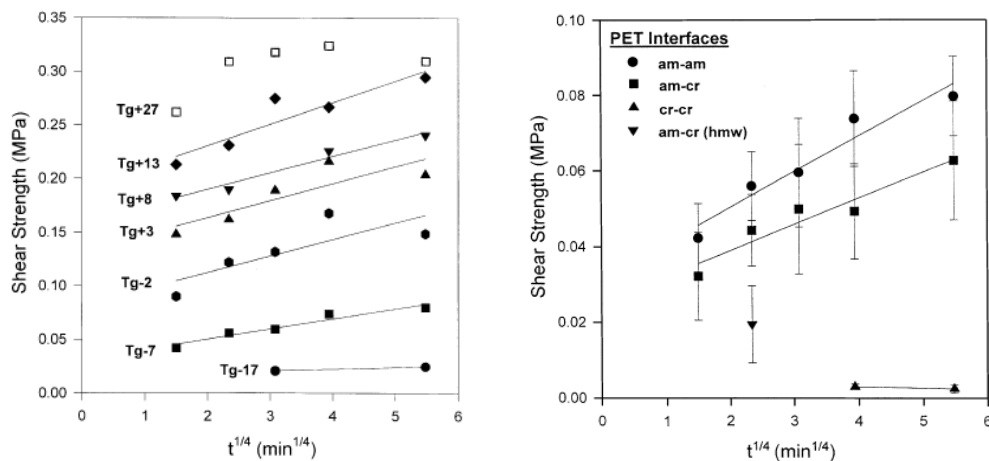 0.35
0.30
0.25
0.20
0.15
0.10
0.05
0.00
Shear Strength (MPa)
Tg+27
Tg+13
Tg+8
Tg+3
Tg-2
Tg-7
Tg-17
0 1 2 3 4 5 6
t1/4 (min1/4)
0.10
0.08
0.06
0.04
0.02
0.00
Shear Strength (MPa)
PET Interfaces
am-am
am-cr
cr-cr
am-cr (hmw)
0 1 2 3 4 5 6
t1/4 (min1/4)